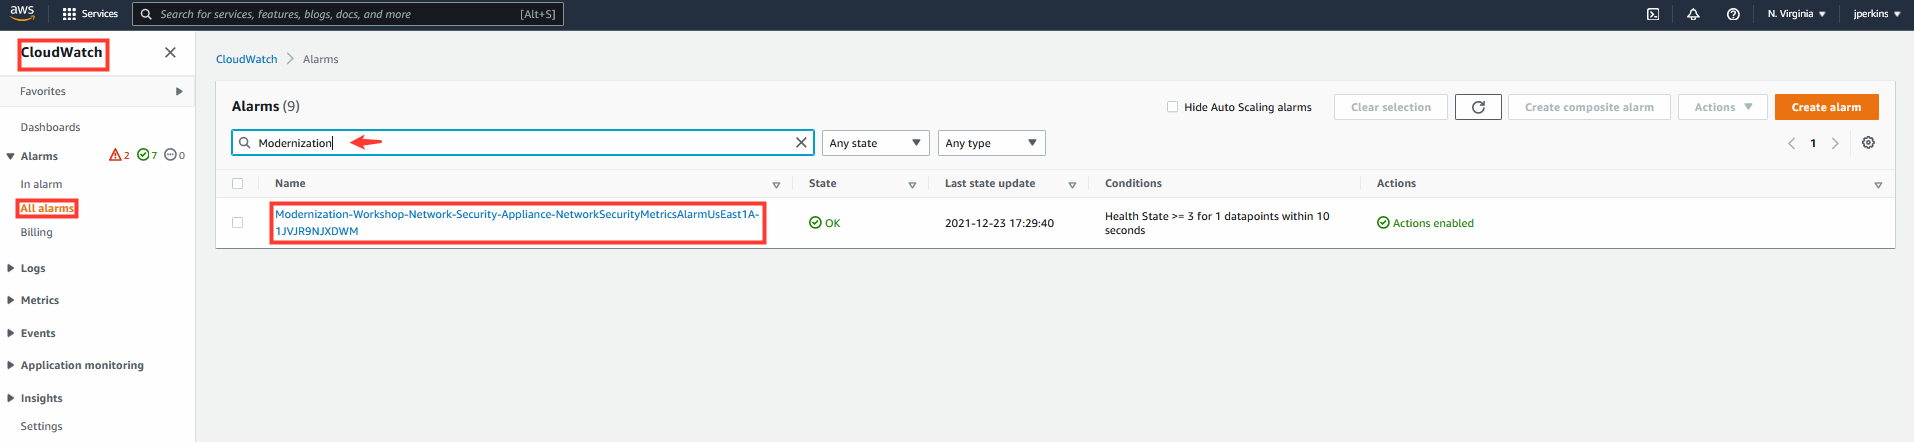 aws
Services
Search for services, features, blogs, docs, and more
[Alt+S]
N. Virginia
jperkins
CloudWatch
Favorites
Dashboards
Alarms
2
7
0
In alarm
All alarms
Billing
Logs
Metrics
Events
Application monitoring
Insights
Settings
CloudWatch
Alarms
Alarms (9)
Hide Auto Scaling alarms
Clear selection
Create composite alarm
Actions
Create alarm
Modernization
Any state
Any type
1
Name
State
Last state update
Conditions
Actions
Modernization-Workshop-Network-Security-Appliance-NetworkSecurityMetricsAlarmUsEast1A-
1JVJR9NJXDWM
OK
2021-12-23 17:29:40
Health State >= 3 for 1 datapoints within 10
seconds
Actions enabled